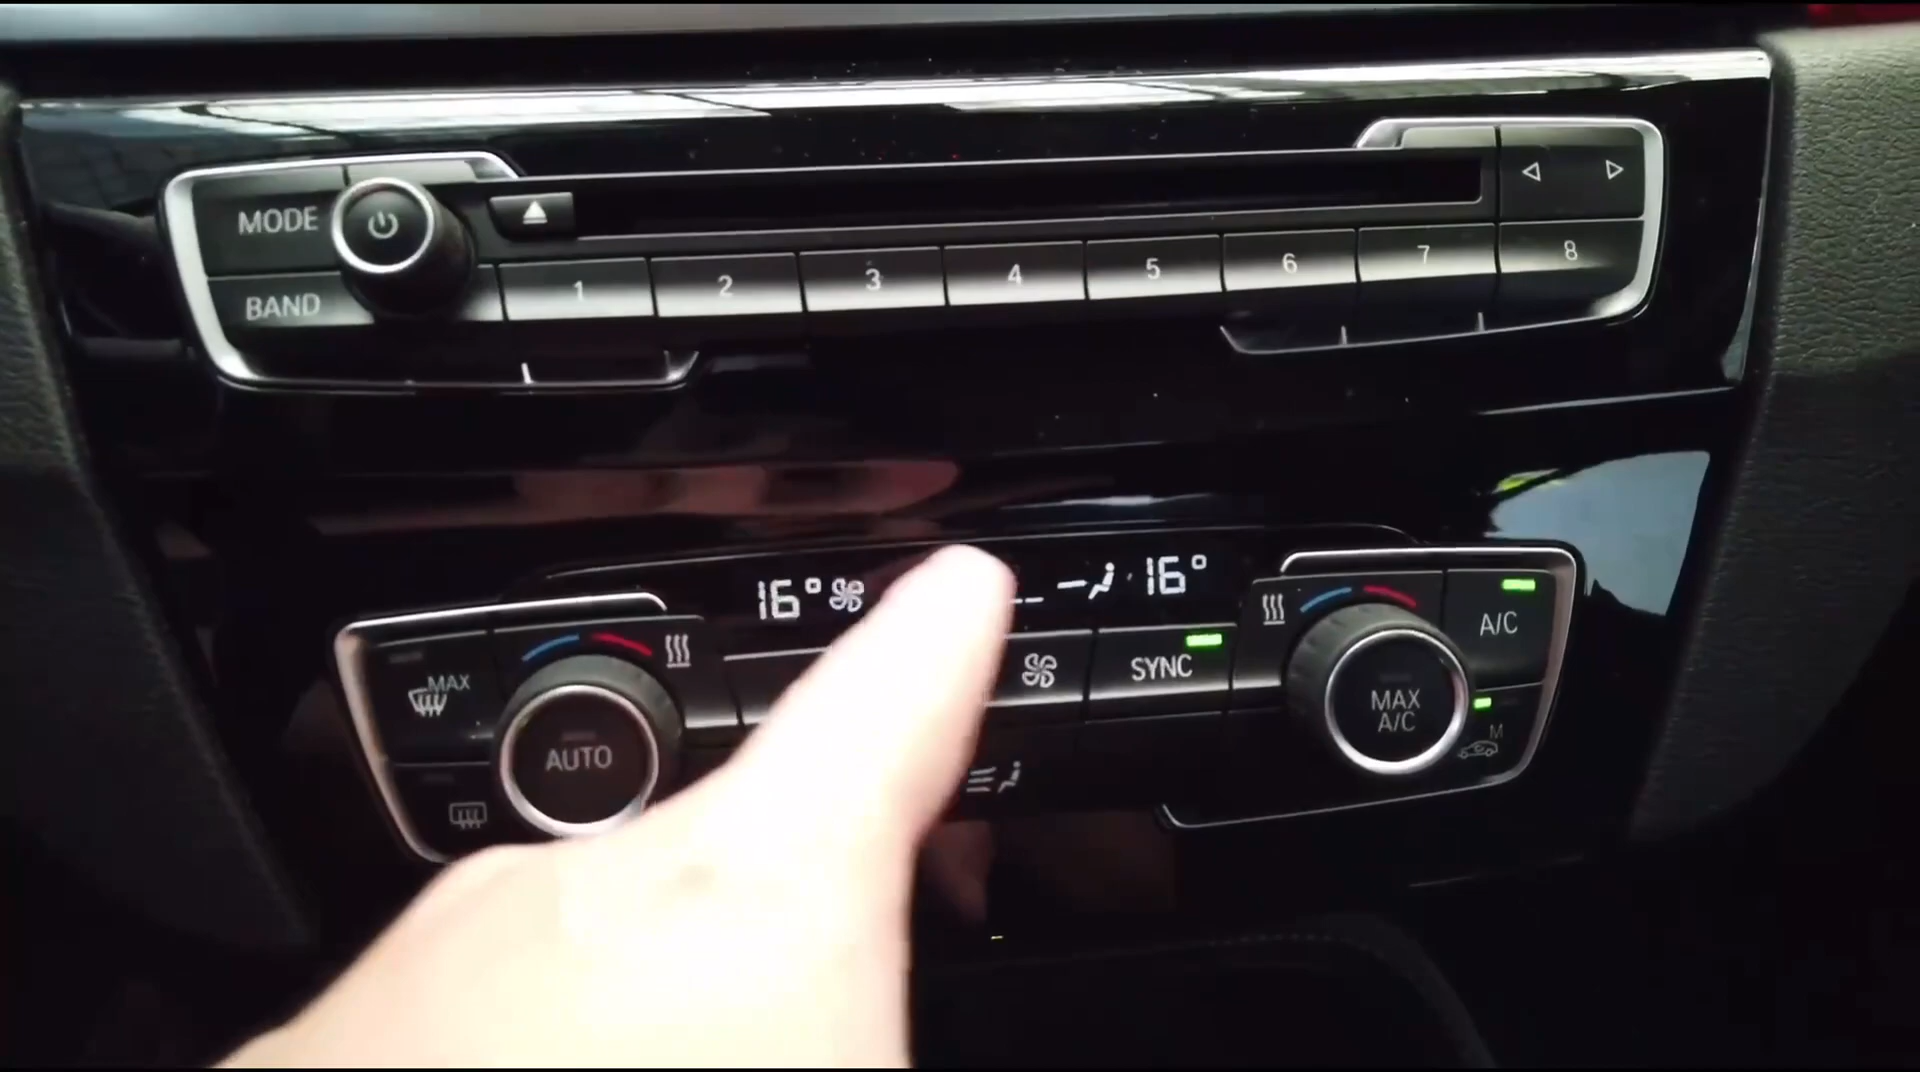 MODE
BAND
1 2 3 4 5 6 7 8
16° 16°
MAX
AUTO
SYNC
MAX
A/C
A/C
M